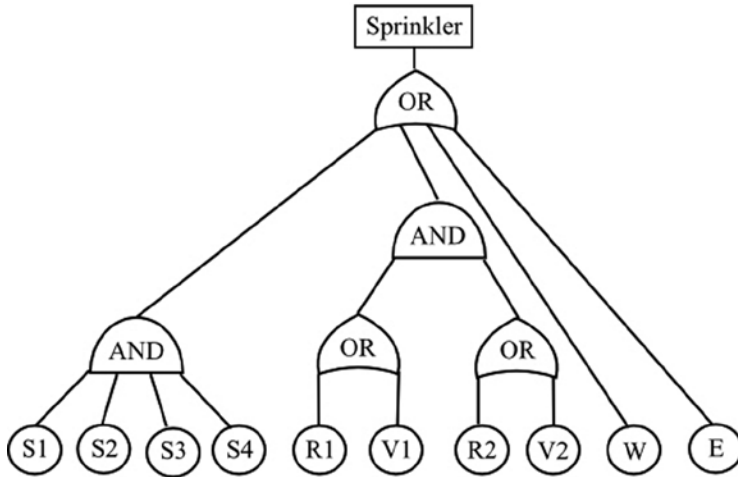 Sprinkler
OR
AND
AND
OR
OR
S1 S2 S3 S4 R1 V1 R2 V2 W E